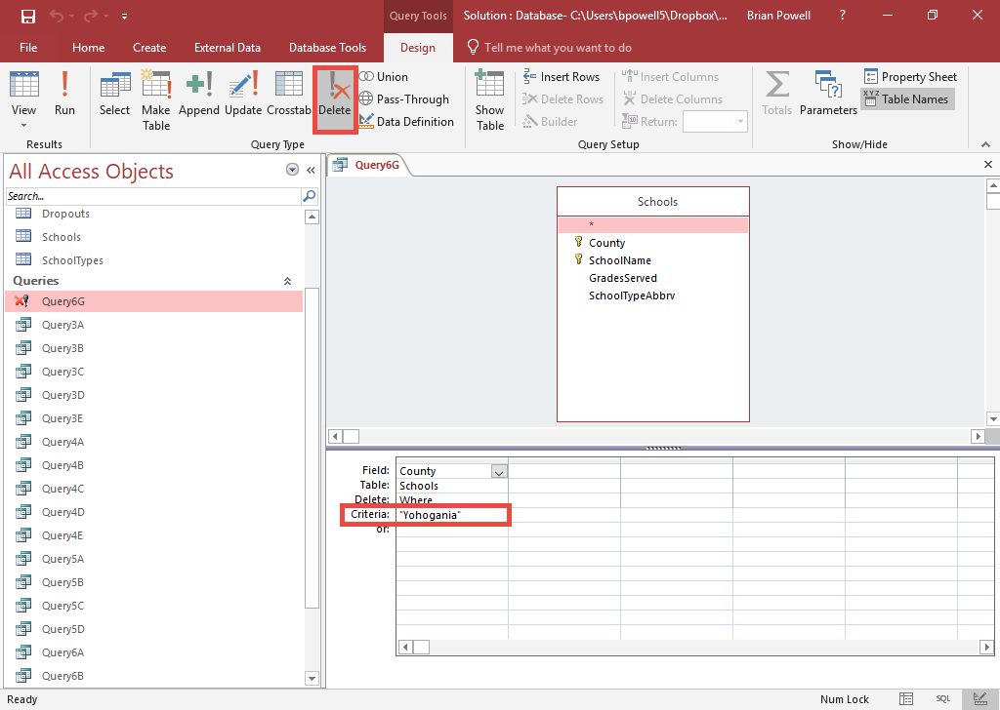 Query Tools
Solution : Database- C:\Users\bpowell5\Dropbox\...
Brian Powell
?
File
Home
Create
External Data
Database Tools
Design
Tell me what you want to do
View
Run
Select
Make Table
Append
Update
Crosstab
Delete
Union
Pass-Through
Data Definition
Show Table
Insert Rows
Delete Rows
Builder
Insert Columns
Delete Columns
Return:
Totals
Parameters
Property Sheet
XYZ
Table Names
Results
Query Type
Query Setup
Show/Hide
All Access Objects
Search...
Dropouts
Schools
SchoolTypes
Queries
Query6G
Query3A
Query3B
Query3C
Query3D
Query3E
Query4A
Query4B
Query4C
Query4D
Query4E
Query5A
Query5B
Query5C
Query5D
Query6A
Query6B
Query6G
Schools
*
County
SchoolName
GradesServed
SchoolTypeAbbrv
Field: County
Table: Schools
Delete: Where
Criteria: "Yohogania"
or:
Ready
Num Lock
SQL